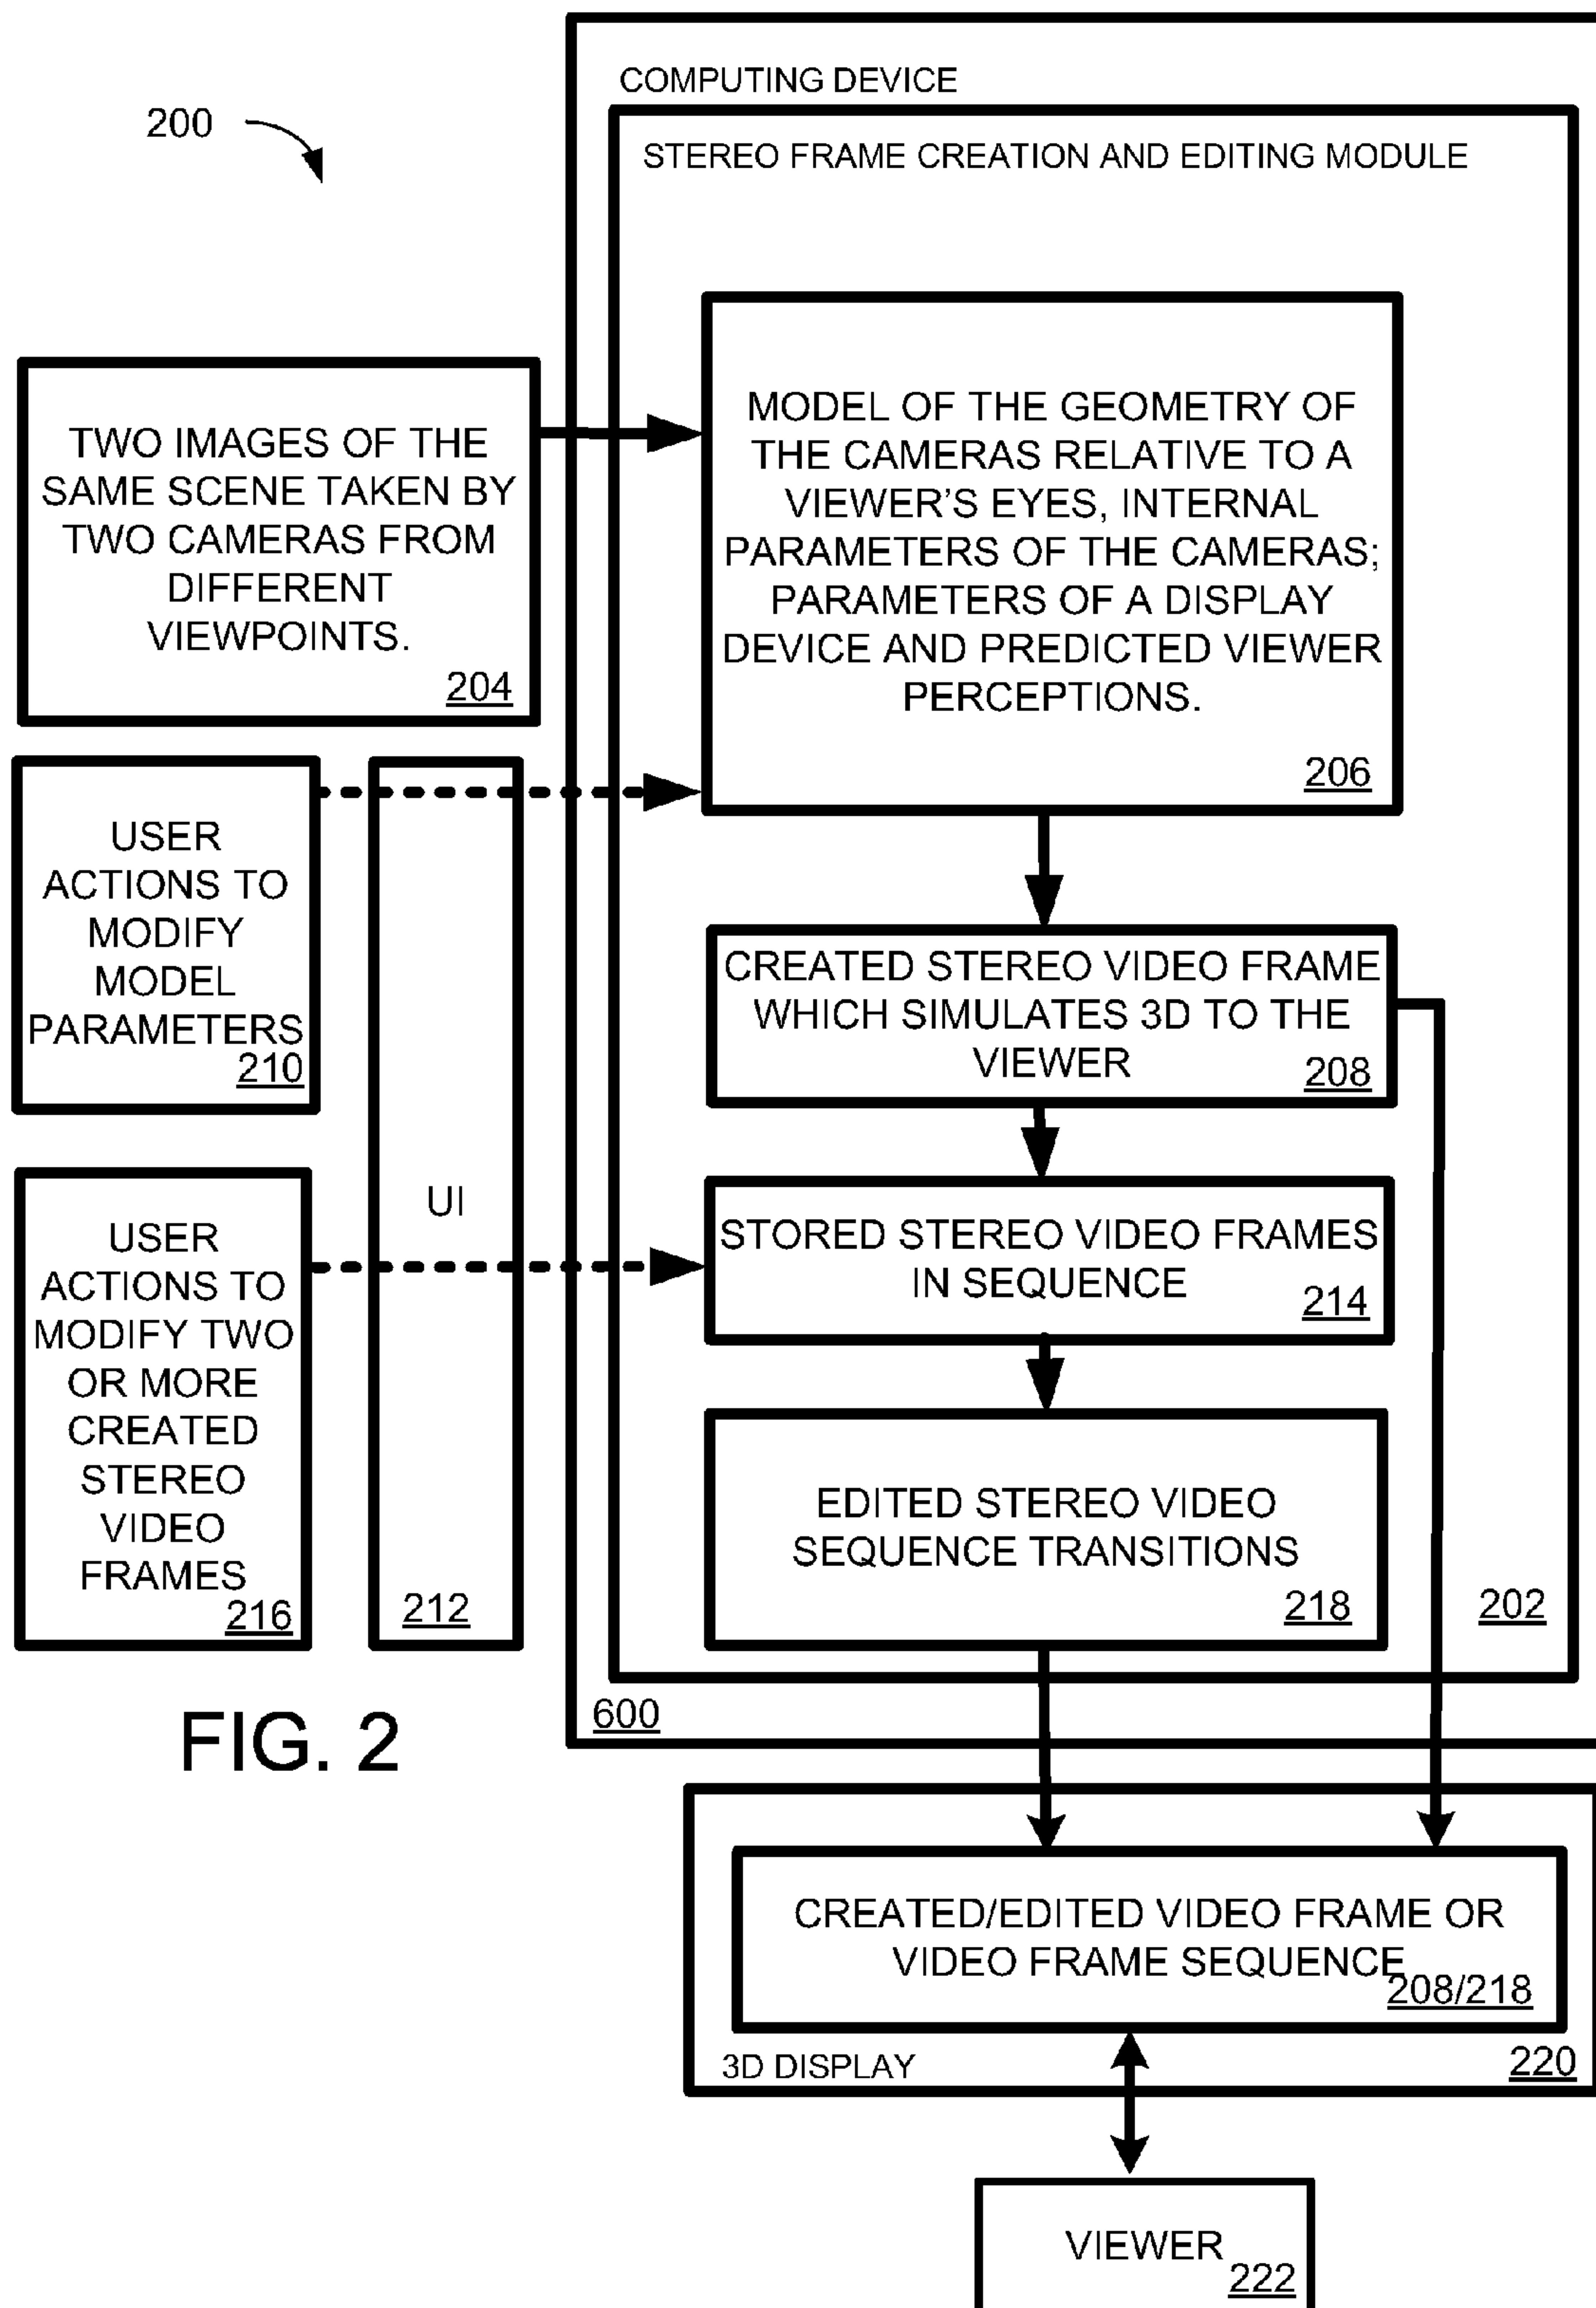 200
COMPUTING DEVICE
STEREO FRAME CREATION AND EDITING MODULE
TWO IMAGES OF THE
SAME SCENE TAKEN BY
TWO CAMERAS FROM
DIFFERENT
VIEWPOINTS.
204
MODEL OF THE GEOMETRY OF
THE CAMERAS RELATIVE TO A
VIEWER'S EYES, INTERNAL
PARAMETERS OF THE CAMERAS;
PARAMETERS OF A DISPLAY
DEVICE AND PREDICTED VIEWER
PERCEPTIONS.
206
USER
ACTIONS TO
MODIFY
MODEL
PARAMETERS
210
CREATED STEREO VIDEO FRAME
WHICH SIMULATES 3D TO THE
VIEWER
208
USER
ACTIONS TO
MODIFY TWO
OR MORE
CREATED
STEREO
VIDEO
FRAMES
216
UI
212
STORED STEREO VIDEO FRAMES
IN SEQUENCE
214
EDITED STEREO VIDEO
SEQUENCE TRANSITIONS
218
202
600
FIG. 2
CREATED/EDITED VIDEO FRAME OR
VIDEO FRAME SEQUENCE
208/218
3D DISPLAY
220
VIEWER
222